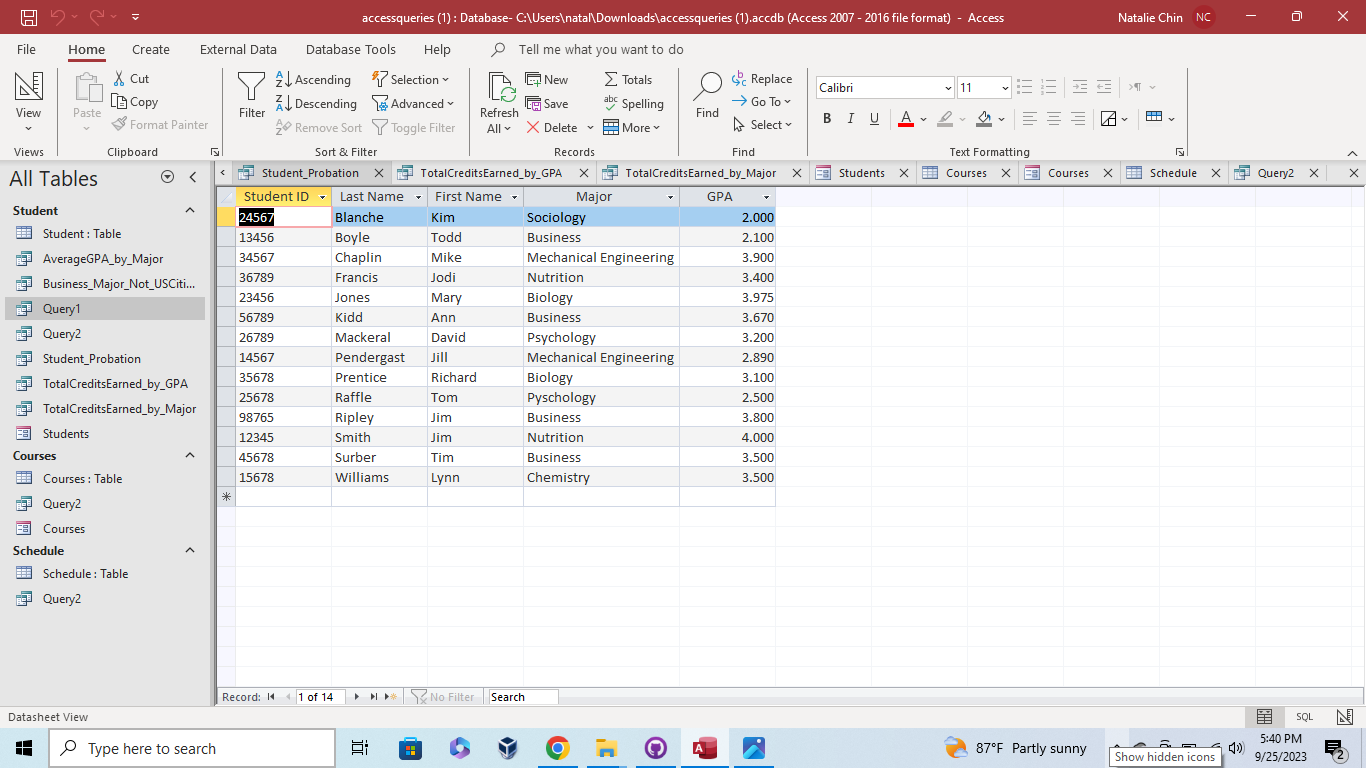 accessqueries (1) : Database- C:\Users\natal\Downloads\accessqueries (1).accdb (Access 2007 - 2016 file format) - Access Natalie Chin NC
File Home Create External Data Database Tools Help Tell me what you want to do
View
Views
Paste
Cut
Copy
Format Painter
Clipboard
Filter
Ascending
Descending
Remove Sort
Selection
Advanced
Toggle Filter
Sort & Filter
Refresh All
New
Save
Delete
Totals
Spelling
More
Records
Find
Replace
Go To
Select
Find
Calibri 11
B I U
Text Formatting
All Tables
Student
Student : Table
AverageGPA_by_Major
Business_Major_Not_USCiti...
Query1
Query2
Student_Probation
TotalCreditsEarned_by_GPA
TotalCreditsEarned_by_Major
Students
Courses
Courses : Table
Query2
Courses
Schedule
Schedule : Table
Query2
Student_Probation TotalCreditsEarned_by_GPA TotalCreditsEarned_by_Major Students Courses Courses Schedule Query2
Student ID Last Name First Name Major GPA
24567 Blanche Kim Sociology 2.000
13456 Boyle Todd Business 2.100
34567 Chaplin Mike Mechanical Engineering 3.900
36789 Francis Jodi Nutrition 3.400
23456 Jones Mary Biology 3.975
56789 Kidd Ann Business 3.670
26789 Mackeral David Psychology 3.200
14567 Pendergast Jill Mechanical Engineering 2.890
35678 Prentice Richard Biology 3.100
25678 Raffle Tom Pyschology 2.500
98765 Ripley Jim Business 3.800
12345 Smith Jim Nutrition 4.000
45678 Surber Tim Business 3.500
15678 Williams Lynn Chemistry 3.500
Record: 1 of 14 No Filter Search
Datasheet View SQL
Type here to search
87°F Partly sunny
Show hidden icons
5:40 PM
9/25/2023
2